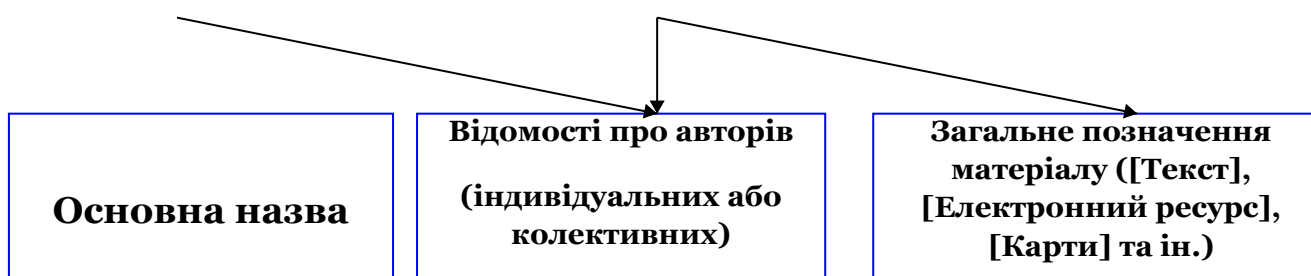 Основна назва
Відомості про авторів
(індивідуальних або
колективних)
Загальне позначення
матеріалу ([Текст],
[Електронний ресурс],
[Карти] та ін.)